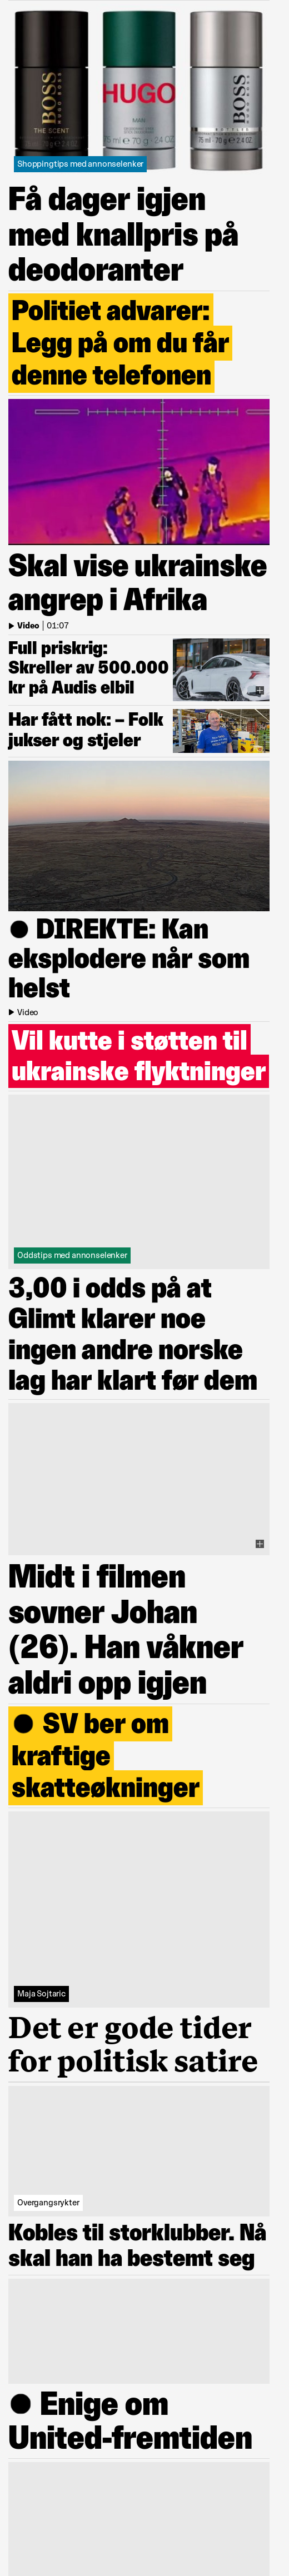 BOSS
THE SCENT
HUGO
MAN
75 ml - 70 g - 2.4 OZ
BOSS
75 ml - 70 g - 2.4 OZ
Shoppingtips med annonselenker
Få dager igjen
med knallpris på
deodoranter
Politiet advarer:
Legg på om du får
denne telefonen
Skal vise ukrainske
angrep i Afrika
Video | 01:07
Full priskrig:
Skreller av 500.000
kr på Audis elbil
Har fått nok: – Folk
jukser og stjeler
● DIREKTE: Kan
eksplodere når som
helst
Video
Vil kutte i støtten til
ukrainske flyktninger
Oddstips med annonselenker
3,00 i odds på at
Glimt klarer noe
ingen andre norske
lag har klart før dem
Midt i filmen
sovner Johan
(26). Han våkner
aldri opp igjen
● SV ber om
kraftige
skatteøkninger
Maja Sojtaric
Det er gode tider
for politisk satire
Overgangsrykter
Kobles til storklubber. Nå
skal han ha bestemt seg
● Enige om
United-fremtiden